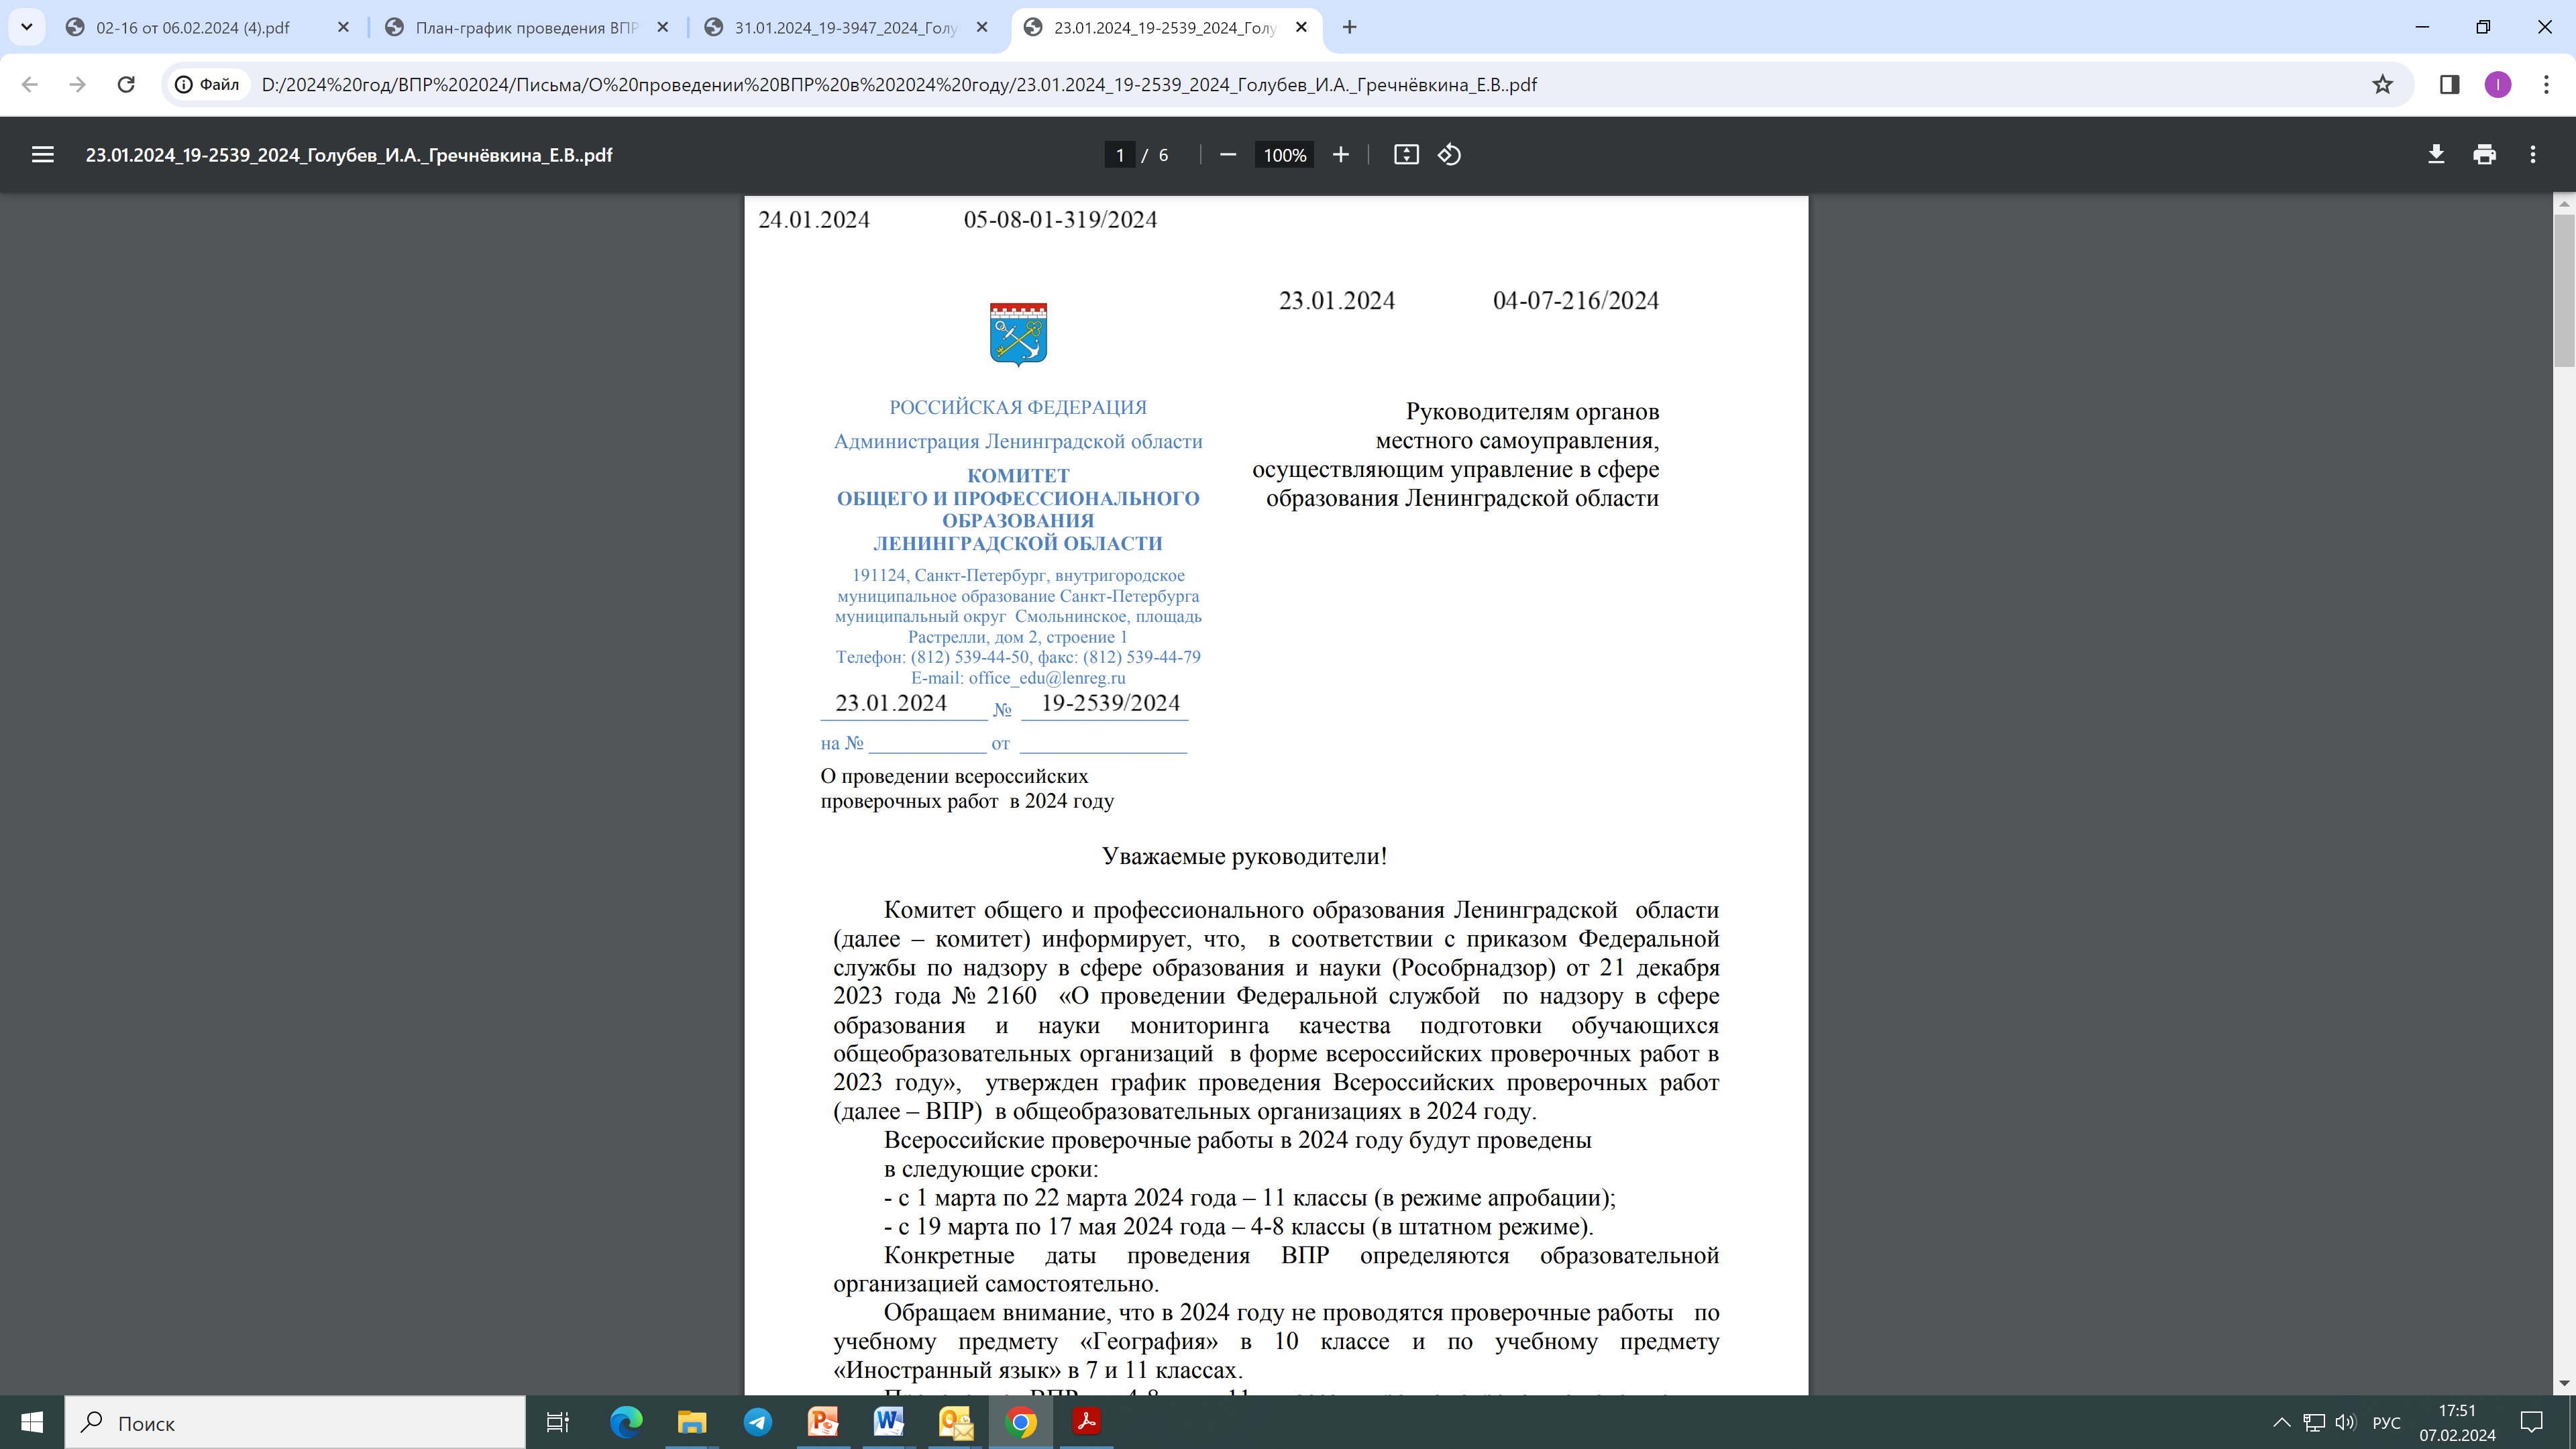 02-16 от 06.02.2024 (4).pdf
План-график проведения ВПР
31.01.2024_19-3947_2024_Голу
23.01.2024_19-2539_2024_Голу
Файл
D:/2024%20год/ВПР%202024/Письма/О%20проведении%20ВПР%20в%202024%20году/23.01.2024_19-2539_2024_Голубев_И.А._Гречнёвкина_Е.В..pdf
I
23.01.2024_19-2539_2024_Голубев_И.А._Гречнёвкина_Е.В..pdf
1 / 6
100%
24.01.2024 05-08-01-319/2024
23.01.2024 04-07-216/2024
РОССИЙСКАЯ ФЕДЕРАЦИЯ
Администрация Ленинградской области
КОМИТЕТ
ОБЩЕГО И ПРОФЕССИОНАЛЬНОГО
ОБРАЗОВАНИЯ
ЛЕНИНГРАДСКОЙ ОБЛАСТИ
191124, Санкт-Петербург, внутригородское
муниципальное образование Санкт-Петербурга
муниципальный округ Смольнинское, площадь
Растрелли, дом 2, строение 1
Телефон: (812) 539-44-50, факс: (812) 539-44-79
E-mail: office_edu@lenreg.ru
23.01.2024 № 19-2539/2024
на № ____________ от _________________
О проведении всероссийских
проверочных работ в 2024 году
Руководителям органов
местного самоуправления,
осуществляющим управление в сфере
образования Ленинградской области
Уважаемые руководители!
Комитет общего и профессионального образования Ленинградской области
(далее – комитет) информирует, что, в соответствии с приказом Федеральной
службы по надзору в сфере образования и науки (Рособрнадзор) от 21 декабря
2023 года № 2160 «О проведении Федеральной службой по надзору в сфере
образования и науки мониторинга качества подготовки обучающихся
общеобразовательных организаций в форме всероссийских проверочных работ в
2023 году», утвержден график проведения Всероссийских проверочных работ
(далее – ВПР) в общеобразовательных организациях в 2024 году.
Всероссийские проверочные работы в 2024 году будут проведены
в следующие сроки:
- с 1 марта по 22 марта 2024 года – 11 классы (в режиме апробации);
- с 19 марта по 17 мая 2024 года – 4-8 классы (в штатном режиме).
Конкретные даты проведения ВПР определяются образовательной
организацией самостоятельно.
Обращаем внимание, что в 2024 году не проводятся проверочные работы по
учебному предмету «География» в 10 классе и по учебному предмету
«Иностранный язык» в 7 и 11 классах.
Поиск
РУС
17:51
07.02.2024